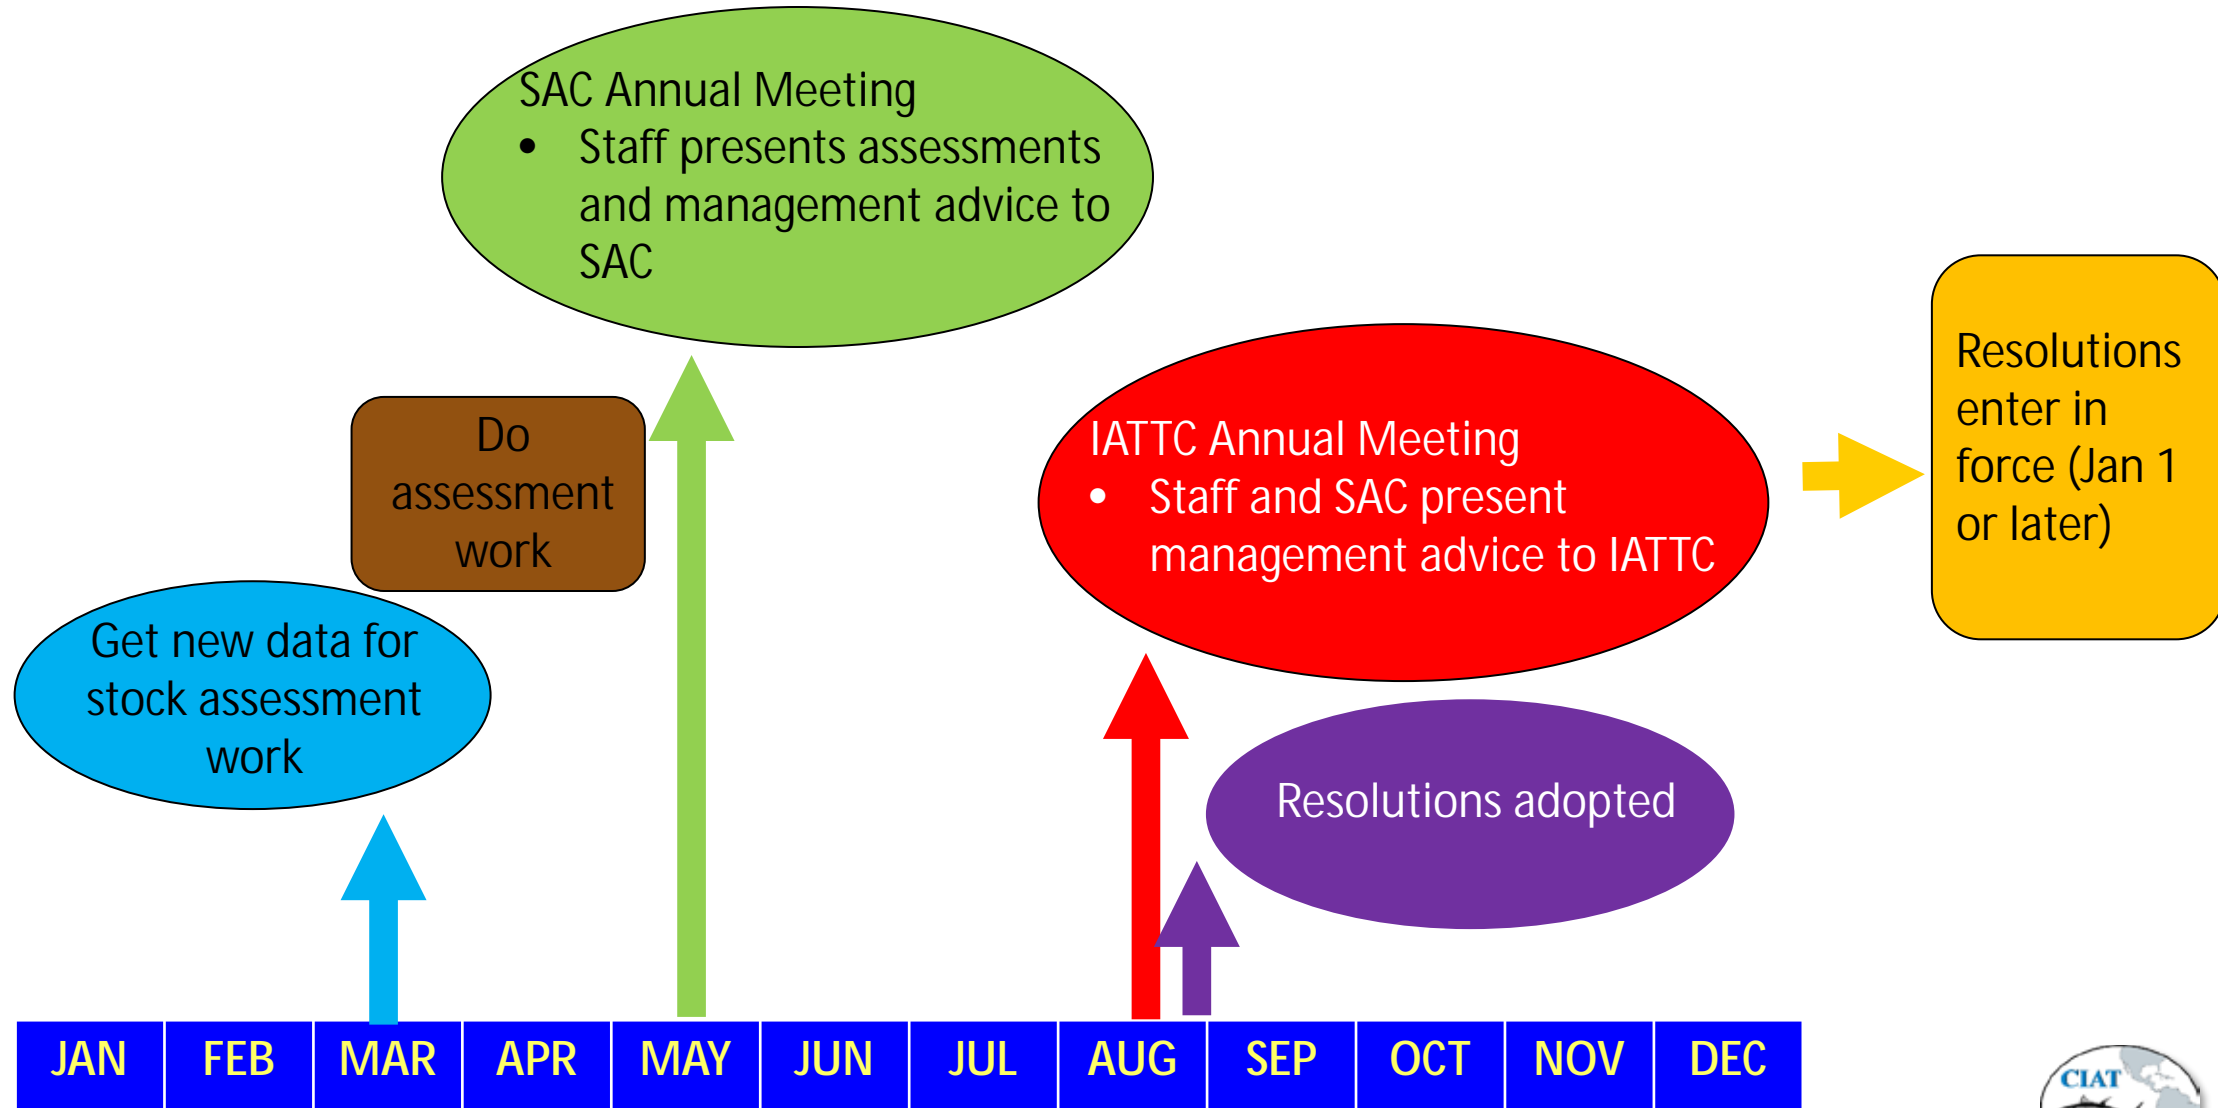 SAC Annual Meeting
• Staff presents assessments
and management advice to
SAC
Do
assessment
work
Get new data for
stock assessment
work
IATTC Annual Meeting
• Staff and SAC present
management advice to IATTC
Resolutions adopted
Resolutions
enter in
force (Jan 1
or later)
JAN FEB MAR APR MAY JUN JUL AUG SEP OCT NOV DEC
CIAT